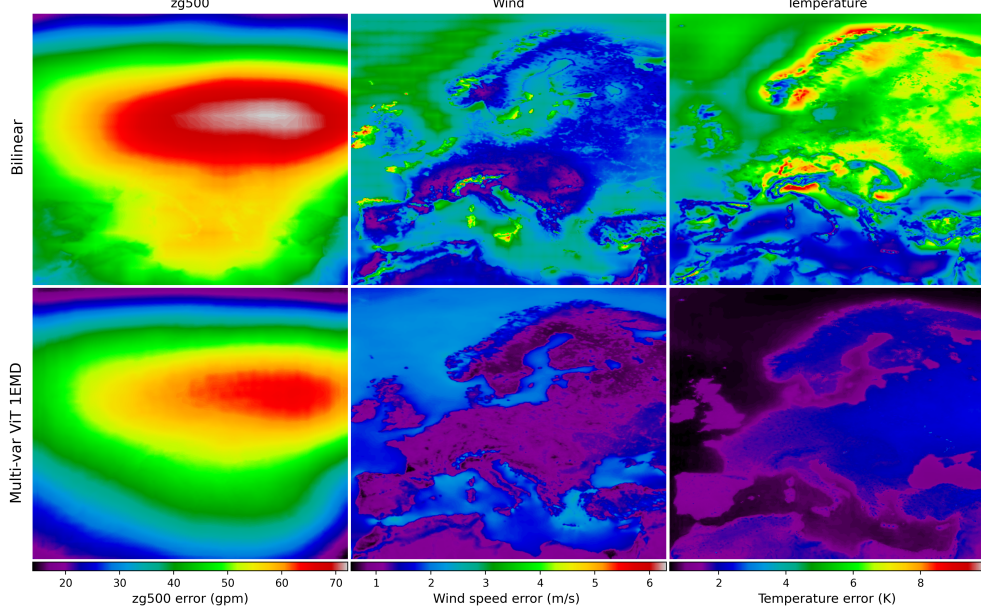 zg500
Wind
Temperature
Bilinear
Multi-var ViT 1EMD
20 30 40 50 60 70
1 2 3 4 5 6
2 4 6 8
zg500 error (gpm)
Wind speed error (m/s)
Temperature error (K)